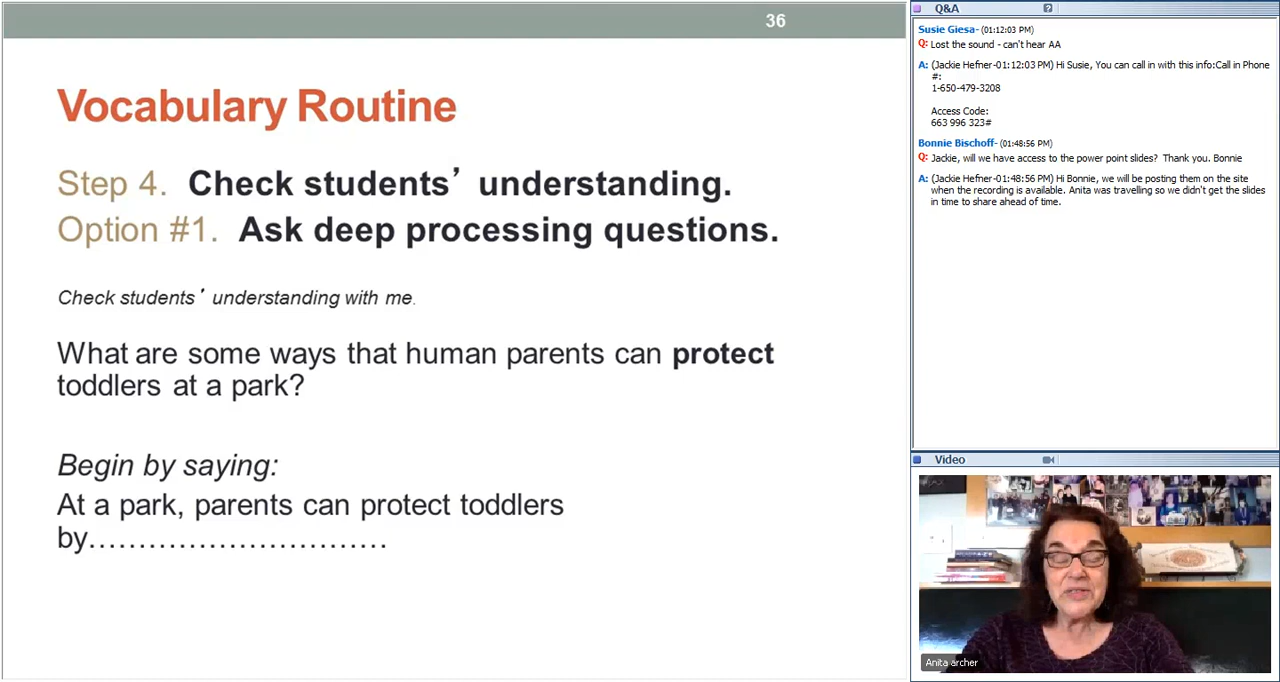 36
Vocabulary Routine
Step 4. Check students’ understanding.
Option #1. Ask deep processing questions.
Check students’ understanding with me.
What are some ways that human parents can protect
toddlers at a park?
Begin by saying:
At a park, parents can protect toddlers
by…………………………
Q&A
Susie Giesa- (01:12:03 PM)
Q: Lost the sound - can't hear AA
A: (Jackie Hefner-01:12:03 PM) Hi Susie, You can call in with this info:Call in Phone
#:
1-650-479-3208
Access Code:
663 996 323#
Bonnie Bischoff- (01:48:56 PM)
Q: Jackie, will we have access to the power point slides? Thank you. Bonnie
A: (Jackie Hefner-01:48:56 PM) Hi Bonnie, we will be posting them on the site
when the recording is available. Anita was travelling so we didn't get the slides
in time to share ahead of time.
Video
Anita archer